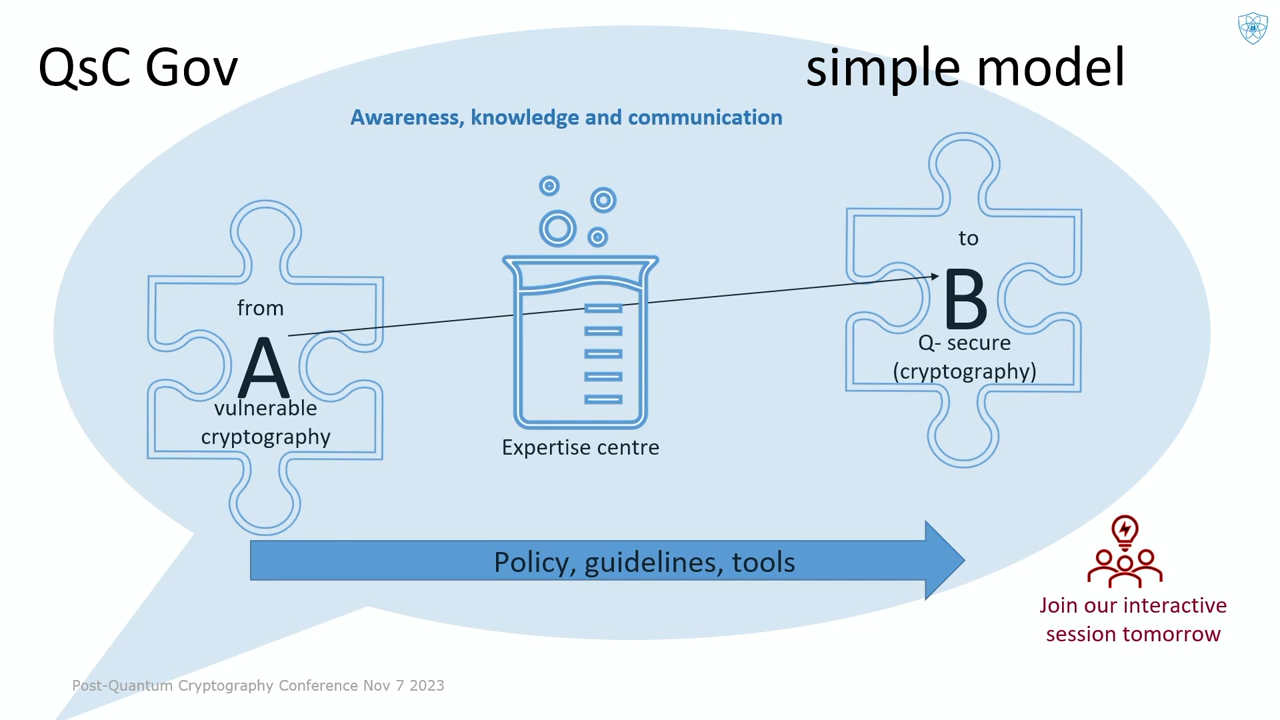 QsC Gov
simple model
Awareness, knowledge and communication
from
A
vulnerable
cryptography
Expertise centre
to
B
Q- secure
(cryptography)
Policy, guidelines, tools
Join our interactive
session tomorrow
Post-Quantum Cryptography Conference Nov 7 2023